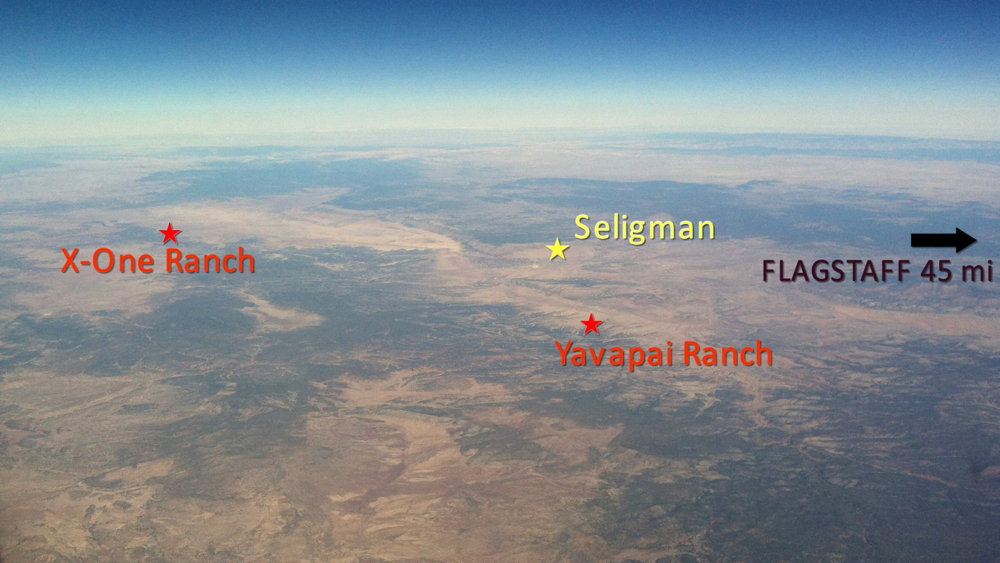 Seligman
X-One Ranch
FLAGSTAFF 45 mi
Yavapai Ranch